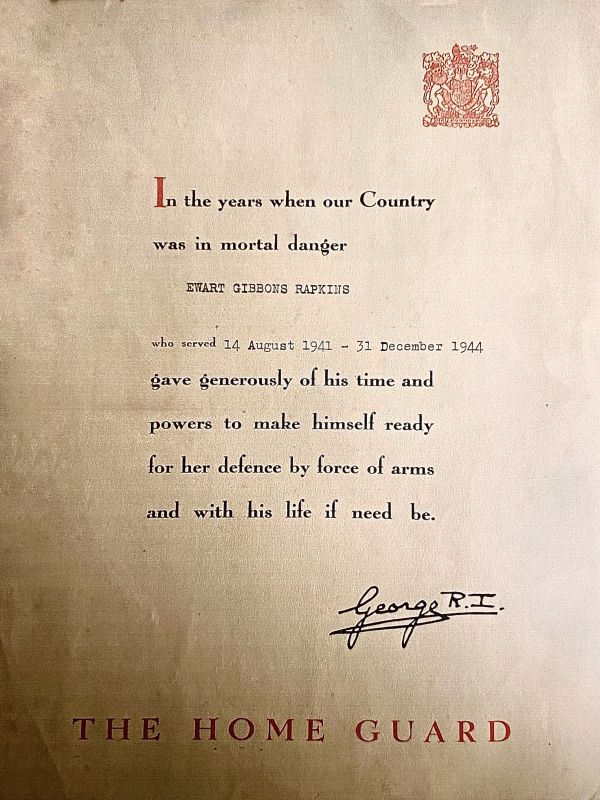 In the years when our Country
was in mortal danger
EWART GIBBONS RAPKINS
who served 14 August 1941 - 31 December 1944
gave generously of his time and
powers to make himself ready
for her defence by force of arms
and with his life if need be.
George R.I.
THE HOME GUARD